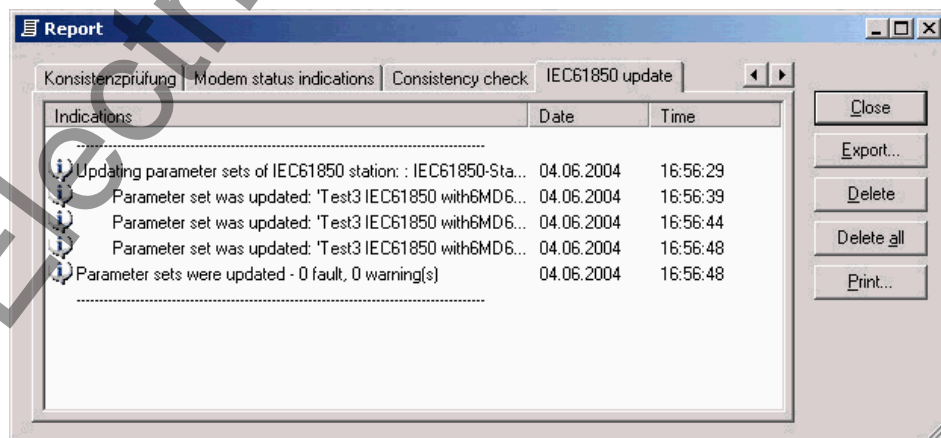 Report
Konsistenzprüfung Modem status indications Consistency check IEC61850 update
Indications Date Time
Updating parameter sets of IEC61850 station: : IEC61850-Sta... 04.06.2004 16:56:29
Parameter set was updated: 'Test3 IEC61850 with6MD6... 04.06.2004 16:56:39
Parameter set was updated: 'Test3 IEC61850 with6MD6... 04.06.2004 16:56:44
Parameter set was updated: 'Test3 IEC61850 with6MD6... 04.06.2004 16:56:48
Parameter sets were updated - 0 fault, 0 warning(s) 04.06.2004 16:56:48
Close
Export...
Delete
Delete all
Print...